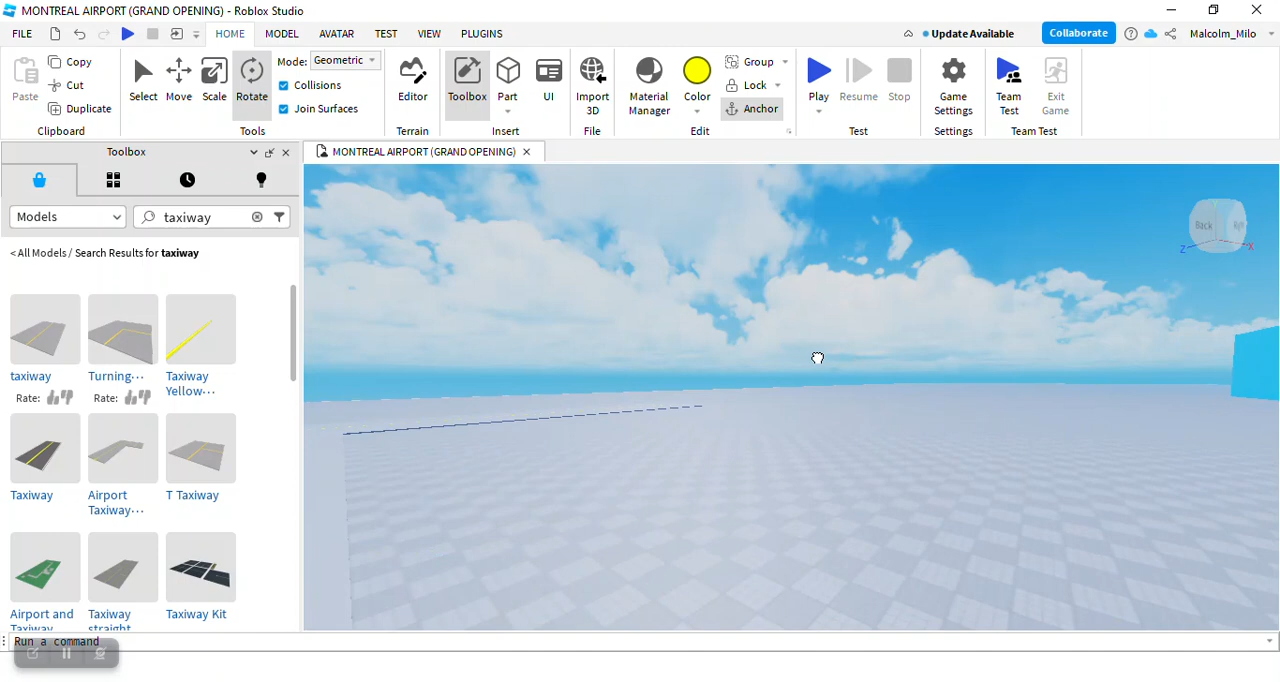 MONTREAL AIRPORT (GRAND OPENING) - Roblox Studio
FILE HOME MODEL AVATAR TEST VIEW PLUGINS Update Available Collaborate Malcolm_Milo
Paste Copy Cut Duplicate
Clipboard
Select Move Scale Rotate
Mode: Geometric
Collisions
Join Surfaces
Tools
Editor
Terrain
Toolbox Part UI
Insert
Import 3D
File
Material Manager Color
Group
Lock
Anchor
Edit
Play Resume Stop
Test
Game Settings
Settings
Team Test Exit Game
Team Test
Toolbox
MONTREAL AIRPORT (GRAND OPENING)
Models taxiway
< All Models / Search Results for taxiway
taxiway Turning... Taxiway Yellow...
Rate: Rate:
Taxiway Airport Taxiway... T Taxiway
Airport and Taxiway Taxiway straight Taxiway Kit
Back Right
Z X
Run a command